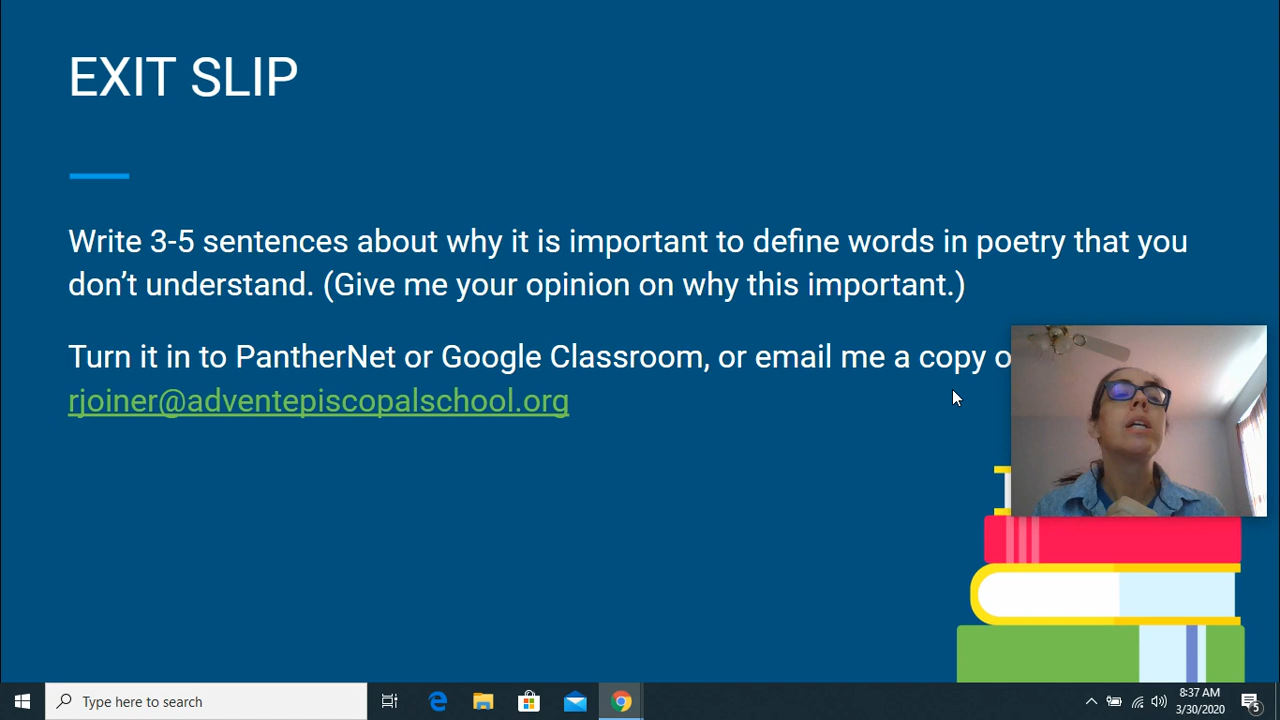 EXIT SLIP
Write 3-5 sentences about why it is important to define words in poetry that you
don't understand. (Give me your opinion on why this important.)
Turn it in to PantherNet or Google Classroom, or email me a copy
rjoiner@adventepiscopalschool.org
Type here to search
8:37 AM
3/30/2020
5